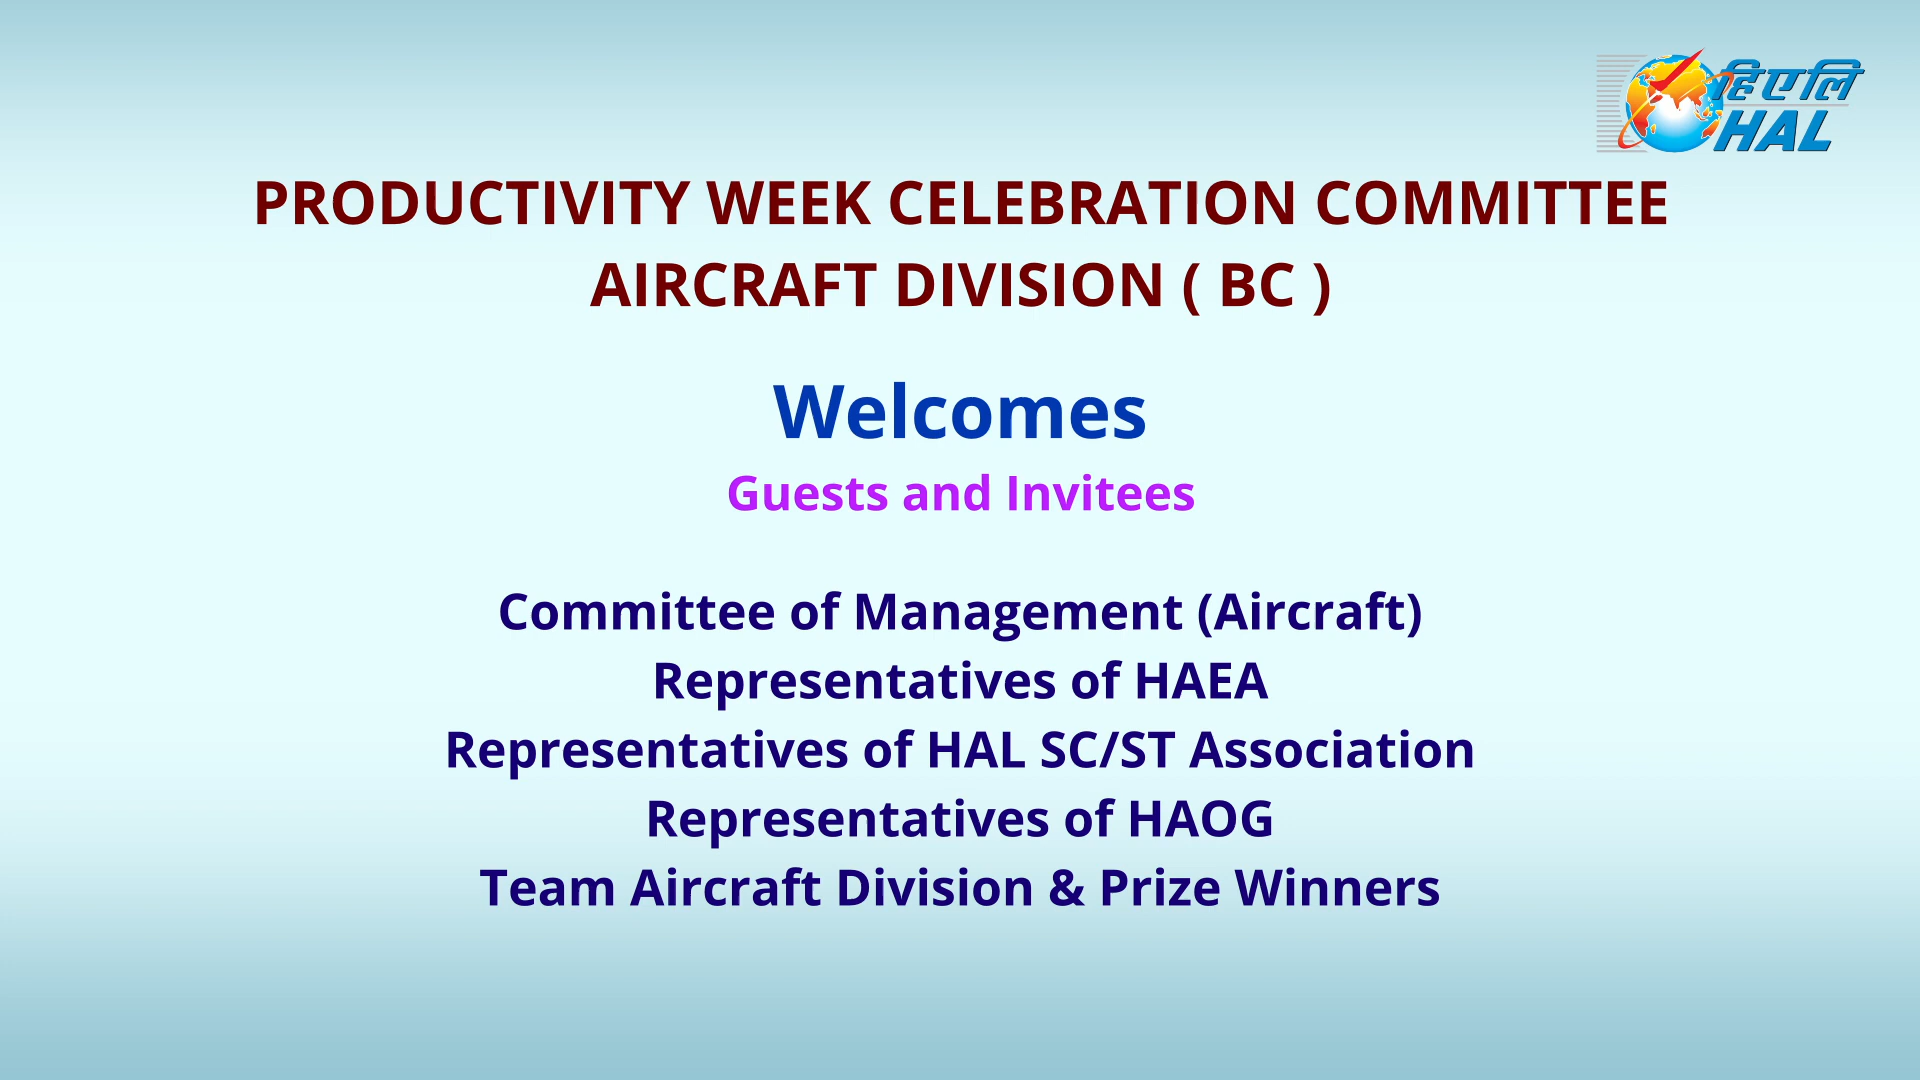 हिएलि
HAL
PRODUCTIVITY WEEK CELEBRATION COMMITTEE
AIRCRAFT DIVISION ( BC )
Welcomes
Guests and Invitees
Committee of Management (Aircraft)
Representatives of HAEA
Representatives of HAL SC/ST Association
Representatives of HAOG
Team Aircraft Division & Prize Winners